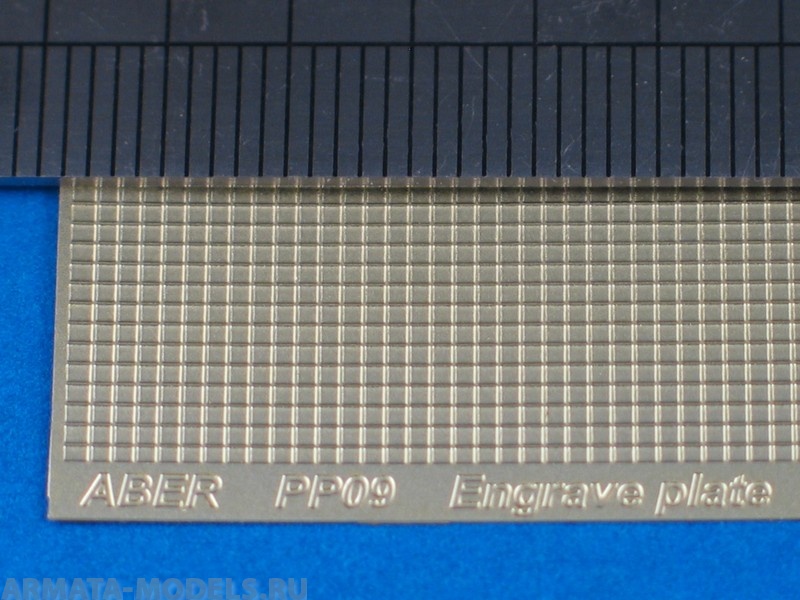 ABER PP09 Engrave plate
ARMATA-MODELS.RU